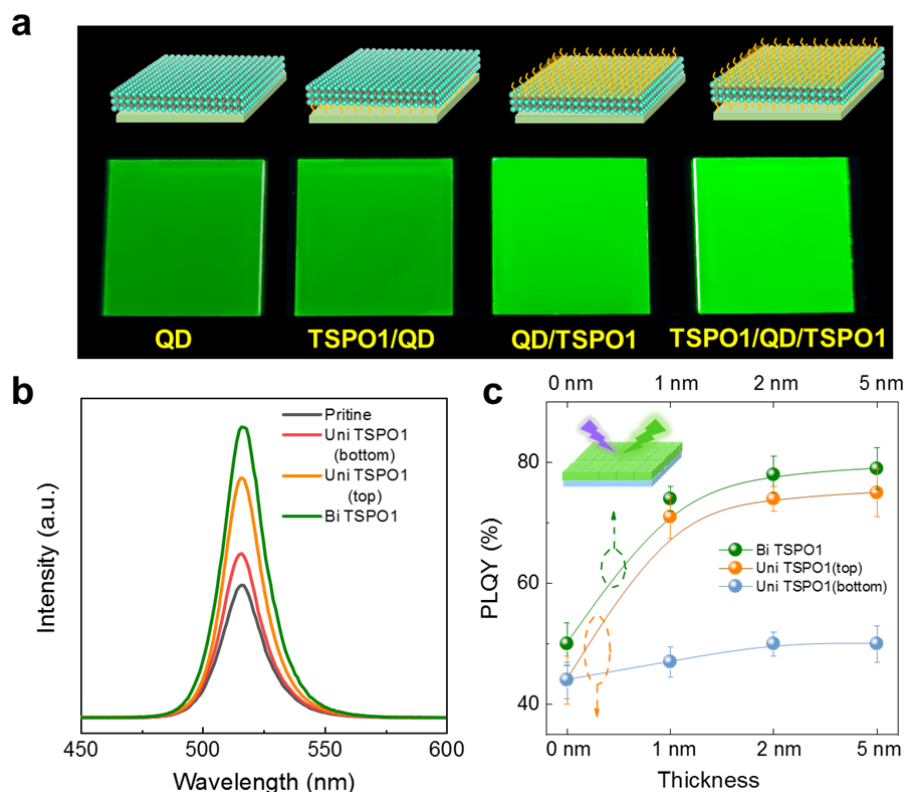 a
QD
TSPO1/QD
QD/TSPO1
TSPO1/QD/TSPO1
b
Pritine
Uni TSPO1
(bottom)
Uni TSPO1
(top)
Bi TSPO1
Intensity (a.u.)
450
500
550
600
Wavelength (nm)
c
0 nm
1 nm
2 nm
5 nm
80
60
40
PLQY (%)
Bi TSPO1
Uni TSPO1(top)
Uni TSPO1(bottom)
0 nm
1 nm
2 nm
5 nm
Thickness